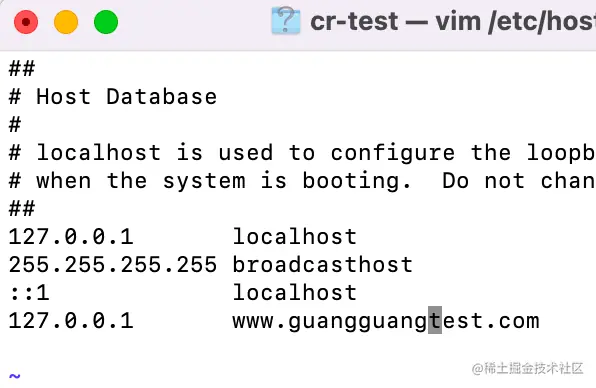 cr-test — vim /etc/hos
##
# Host Database
#
# localhost is used to configure the loopb
# when the system is booting.  Do not chan
##
127.0.0.1       localhost
255.255.255.255 broadcasthost
::1             localhost
127.0.0.1       www.guangguangtest.com
~
@稀土掘金技术社区